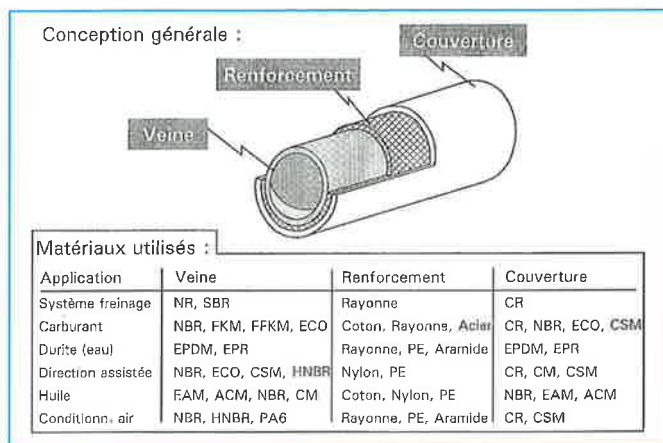 Conception générale :
Couverture
Renforcement
Veine
Matériaux utilisés :
Application Veine Renforcement Couverture
Système freinage NR, SBR Rayonne CR
Carburant NBR, FKM, FFKM, ECO Coton, Rayonne, Acier CR, NBR, ECO, CSM
Durite (eau) EPDM, EPR Rayonne, PE, Aramide EPDM, EPR
Direction assistée NBR, ECO, CSM, HNBR Nylon, PE CR, CM, CSM
Huile EAM, ACM, NBR, CM Coton, Nylon, PE NBR, EAM, ACM
Conditionn. air NBR, HNBR, PA6 Rayonne, PE, Aramide CR, CSM